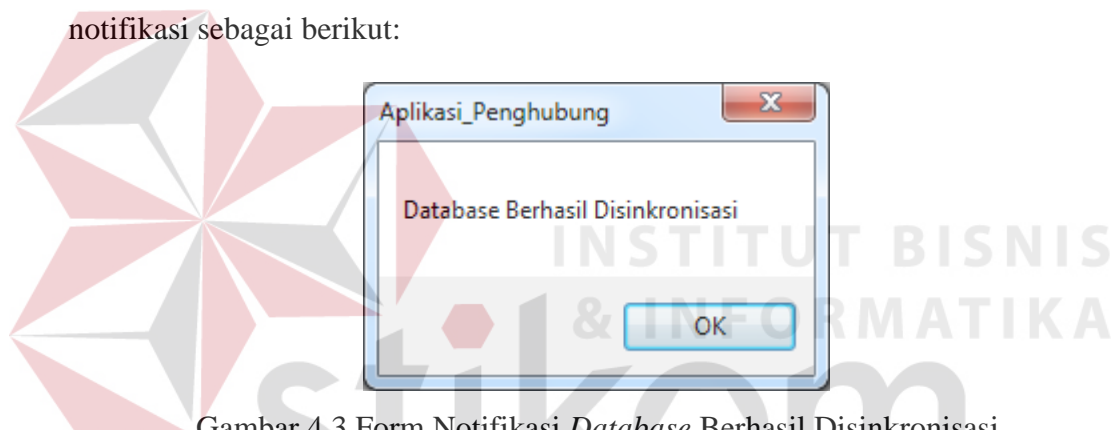 notifikasi sebagai berikut:
Aplikasi_Penghubung
Database Berhasil Disinkronisasi
INSTITUT BISNIS
& INFORMATIKA
OK
stikom
Gambar 4.3 Form Notifikasi Database Berhasil Disinkronisasi